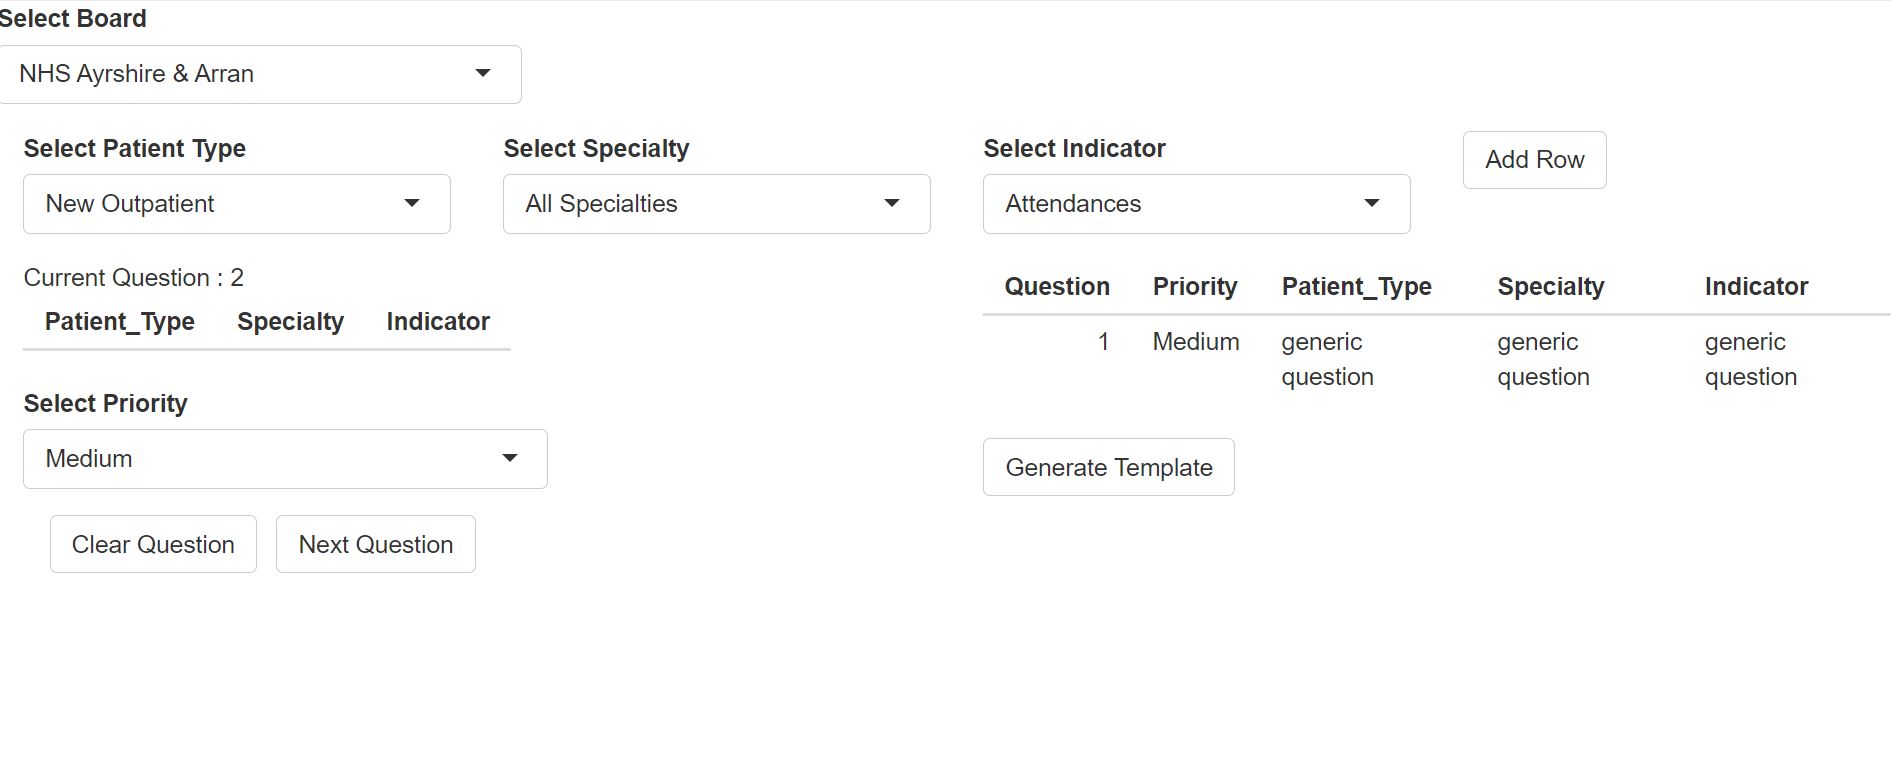 Select Board
NHS Ayrshire & Arran
Select Patient Type
New Outpatient
Select Specialty
All Specialties
Select Indicator
Attendances
Add Row
Current Question : 2
Patient_Type Specialty Indicator
Select Priority
Medium
Clear Question Next Question
Question Priority Patient_Type Specialty Indicator
1 Medium generic question generic question generic question
Generate Template